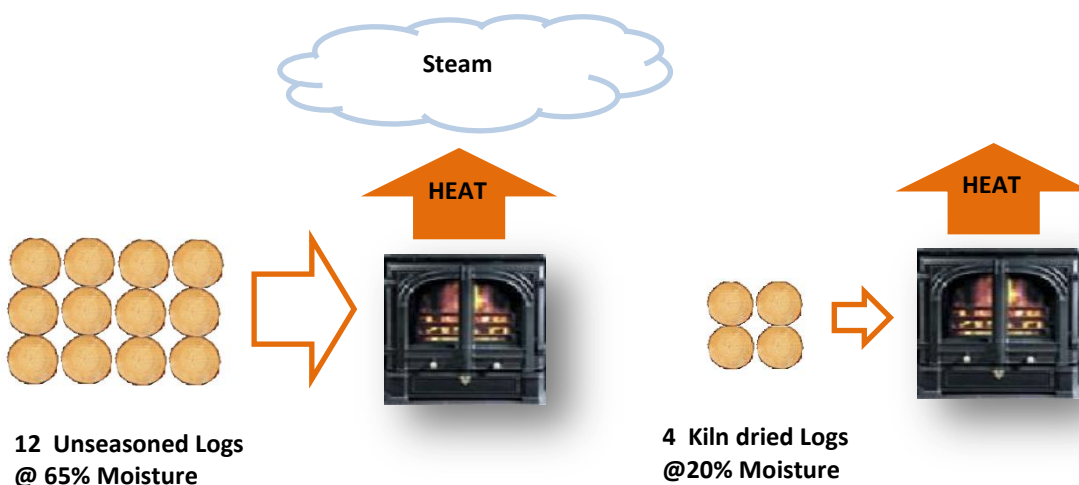 Steam
HEAT
HEAT
12 Unseasoned Logs
@ 65% Moisture
4 Kiln dried Logs
@20% Moisture